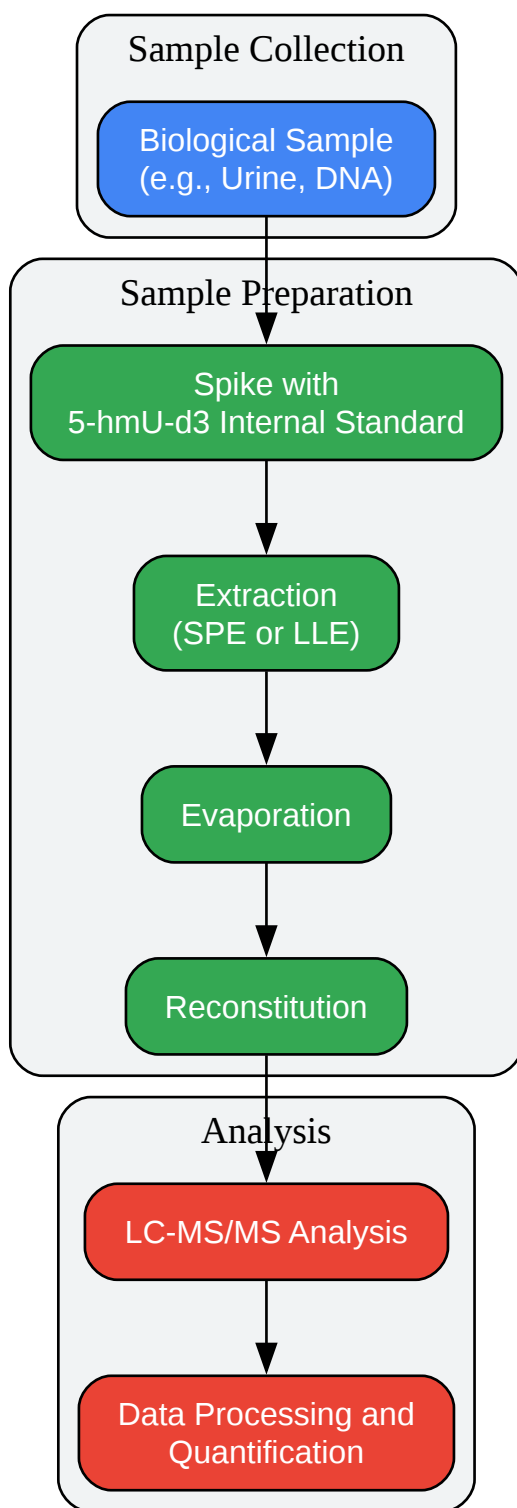 Sample Collection
Biological Sample
(e.g., Urine, DNA)
Sample Preparation
Spike with
5-hmU-d3 Internal Standard
Extraction
(SPE or LLE)
Evaporation
Reconstitution
Analysis
LC-MS/MS Analysis
Data Processing and
Quantification